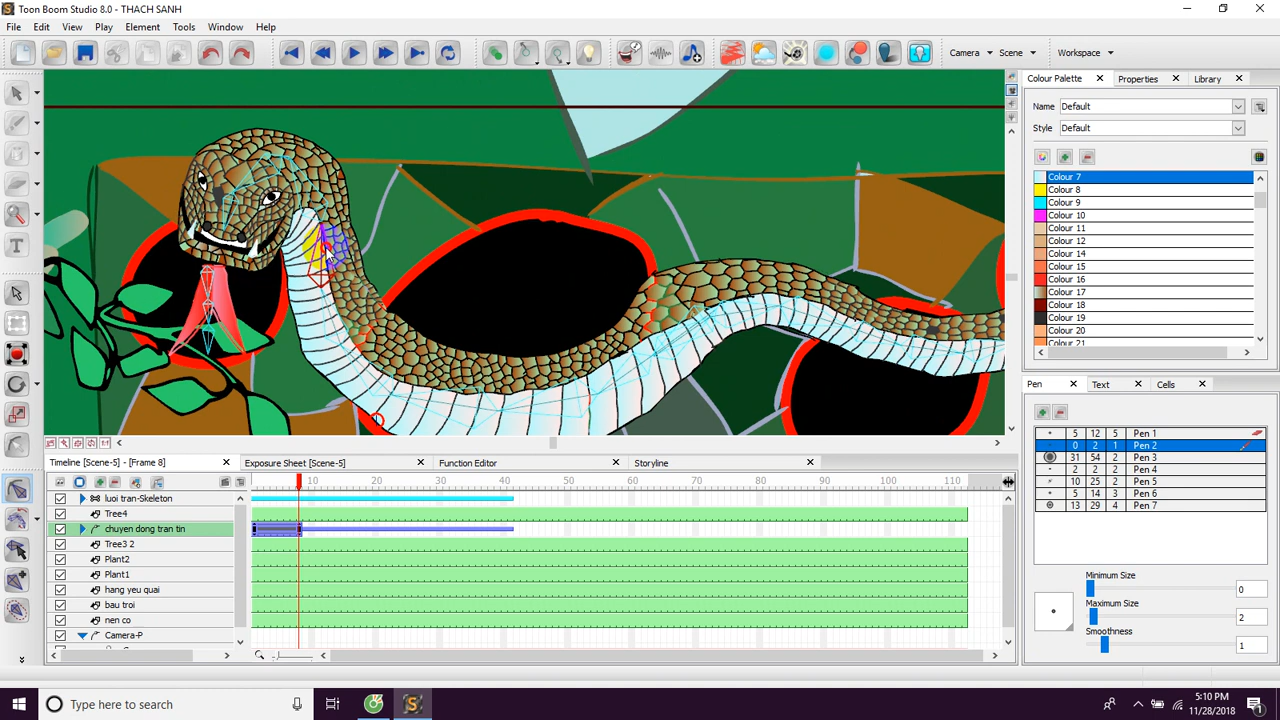 Toon Boom Studio 8.0 - THACH SANH
File Edit View Play Element Tools Window Help
Camera Scene Workspace
Colour Palette Properties Library
Name Default
Style Default
Colour 7
Colour 8
Colour 9
Colour 10
Colour 11
Colour 12
Colour 14
Colour 15
Colour 16
Colour 17
Colour 18
Colour 19
Colour 20
Colour 21
Pen Text Cells
5 12 5 Pen 1
0 2 1 Pen 2
31 54 2 Pen 3
2 2 2 Pen 4
10 25 2 Pen 5
5 14 3 Pen 6
13 29 4 Pen 7
Minimum Size
0
Maximum Size
2
Smoothness
1
Timeline [Scene-5] - [Frame 8] Exposure Sheet [Scene-5] Function Editor Storyline
10 20 30 40 50 60 70 80 90 100 110
luoi tran-Skeleton
Tree4
chuyen dong tran tin
Tree3 2
Plant2
Plant1
hang yeu quai
bau troi
nen co
Camera-P
Type here to search
5:10 PM
11/28/2018